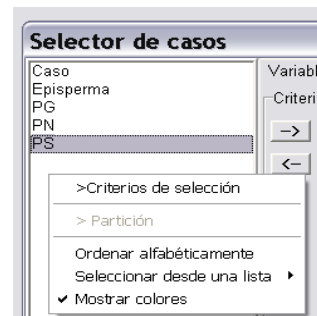 Selector de casos
Caso
Episperma
PG
PN
PS
Variabl
Criteri
->
<-
>Criterios de selección
> Partición
Ordenar alfabéticamente
Seleccionar desde una lista
Mostrar colores